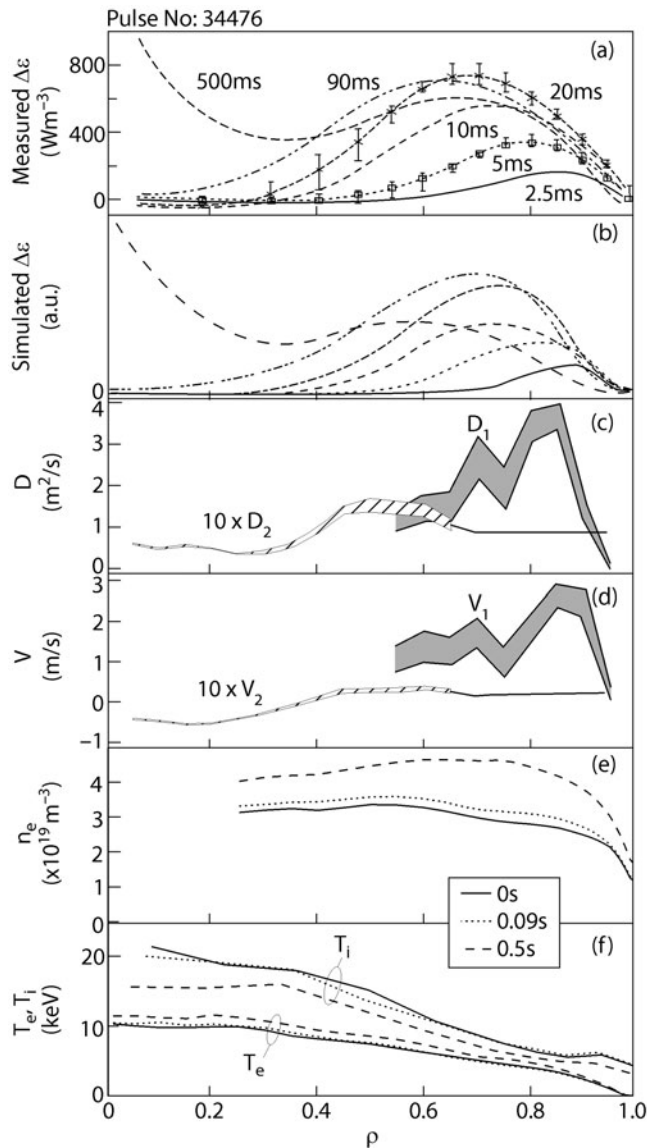 Pulse No: 34476
(a)
Measured Δε
(Wm⁻³)
800
400
0
500ms
90ms
20ms
10ms
5ms
2.5ms
(b)
Simulated Δε
(a.u.)
0
(c)
D
(m²/s)
4
3
2
1
0
D₁
10 x D₂
(d)
V
(m/s)
3
2
1
0
−1
V₁
10 x V₂
(e)
nₑ
(x10¹⁹ m⁻³)
4
3
2
1
0
0s
0.09s
0.5s
(f)
Tₑ, Tᵢ
(keV)
20
10
0
Tᵢ
Tₑ
0 0.2 0.4 0.6 0.8 1.0
ρ